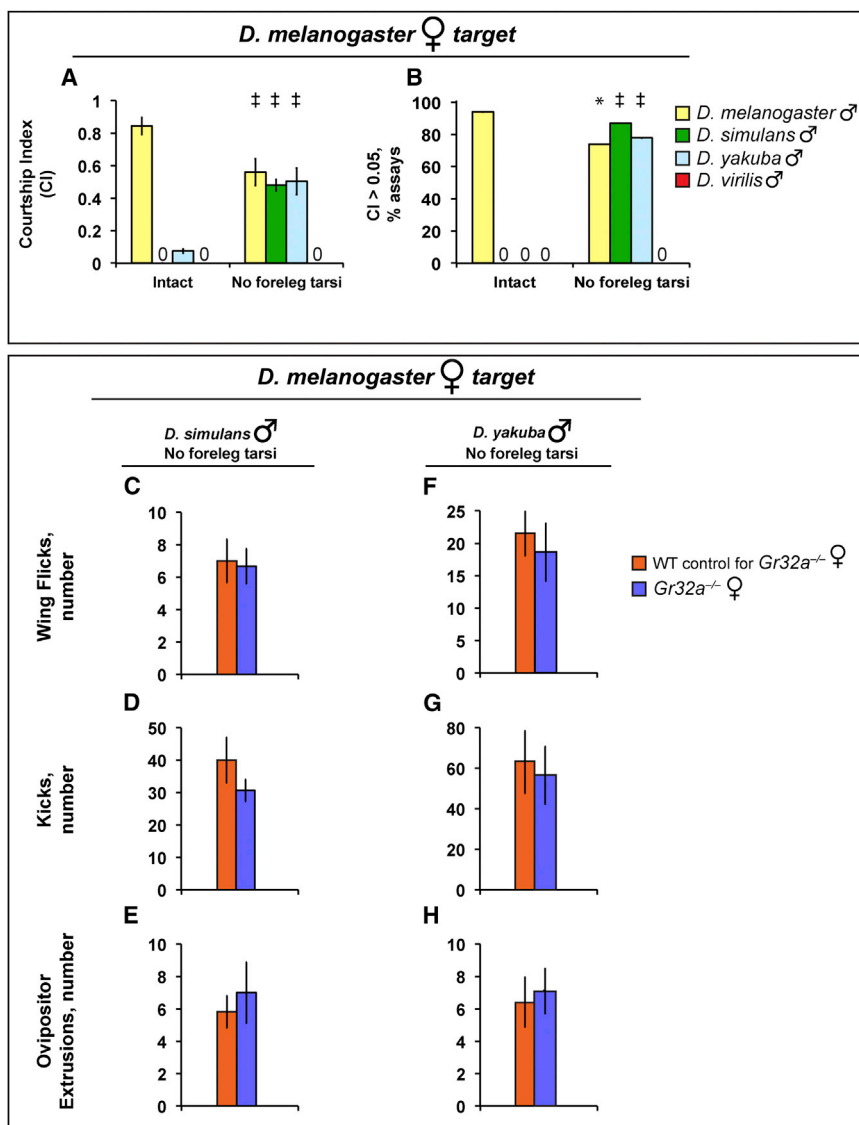 D. melanogaster ♀ target
A
B
‡ ‡ ‡
* ‡ ‡
Courtship Index
(CI)
1
0.8
0.6
0.4
0.2
0
0 0 0
Intact
No foreleg tarsi
CI > 0.05,
% assays
100
80
60
40
20
0
0 0 0 0
Intact
No foreleg tarsi
D. melanogaster ♂
D. simulans ♂
D. yakuba ♂
D. virilis ♂
D. melanogaster ♀ target
D. simulans ♂
No foreleg tarsi
D. yakuba ♂
No foreleg tarsi
C
F
Wing Flicks,
number
10
8
6
4
2
0
25
20
15
10
5
0
WT control for Gr32a–/– ♀
Gr32a–/– ♀
D
G
Kicks,
number
50
40
30
20
10
0
80
60
40
20
0
E
H
Ovipositor
Extrusions, number
10
8
6
4
2
0
10
8
6
4
2
0